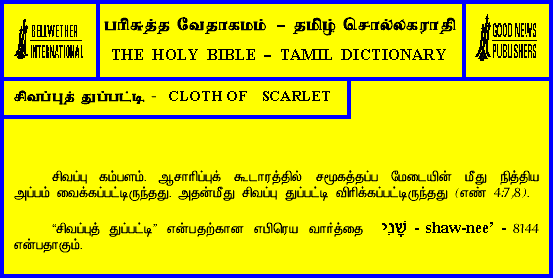 BELLWETHER
INTERNATIONAL
பரிசுத்த வேதாகமம் – தமிழ் சொல்லகராதி
THE HOLY BIBLE – TAMIL DICTIONARY
GOOD NEWS
PUBLISHERS
சிவப்புத் துப்பட்டி - CLOTH OF SCARLET
சிவப்பு கம்பளம். ஆசாரிப்புக் கூடாரத்தில் சமூகத்தப்ப மேடையின் மீது நித்திய
அப்பம் வைக்கப்பட்டிருந்தது. அதன்மீது சிவப்பு துப்பட்டி விரிக்கப்பட்டிருந்தது (எண் 4:7,8).
“சிவப்புத் துப்பட்டி” என்பதற்கான எபிரெய வார்த்தை שָׁנִי - shaw-nee’ - 8144
என்பதாகும்.